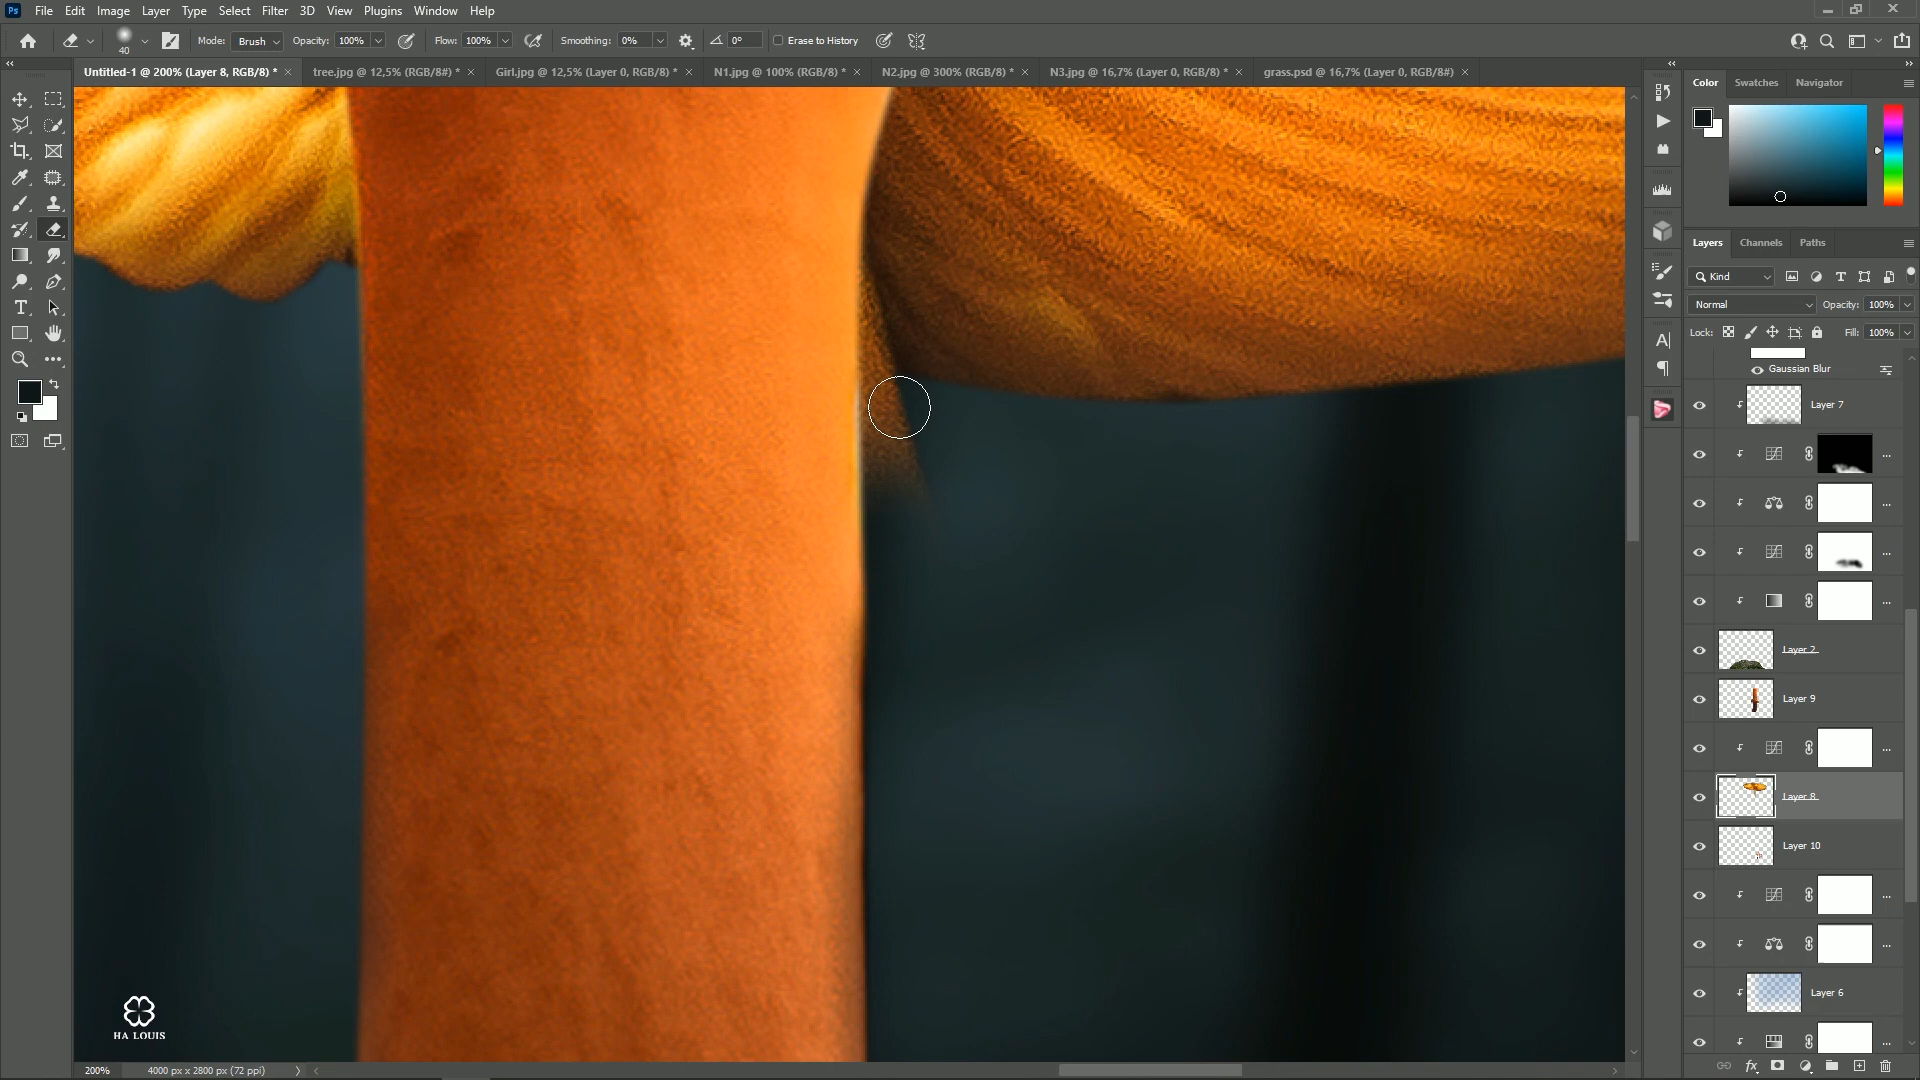 Ps File Edit Image Layer Type Select Filter 3D View Plugins Window Help
40 Mode: Brush Opacity: 100% Flow: 100% Smoothing: 0% 0° Erase to History
Untitled-1 @ 200% (Layer 8, RGB/8) * × tree.jpg @ 12,5% (RGB/8#) * × Girl.jpg @ 12,5% (Layer 0, RGB/8) * × N1.jpg @ 100% (RGB/8) * × N2.jpg @ 300% (RGB/8) * × N3.jpg @ 16,7% (Layer 0, RGB/8) * × grass.psd @ 16,7% (Layer 0, RGB/8#) ×
Color Swatches Navigator
Layers Channels Paths
Kind
Normal Opacity: 100%
Lock: Fill: 100%
Gaussian Blur
Layer 7
Layer 2
Layer 9
Layer 8
Layer 10
Layer 6
HA LOUIS
200% 4000 px x 2800 px (72 ppi)